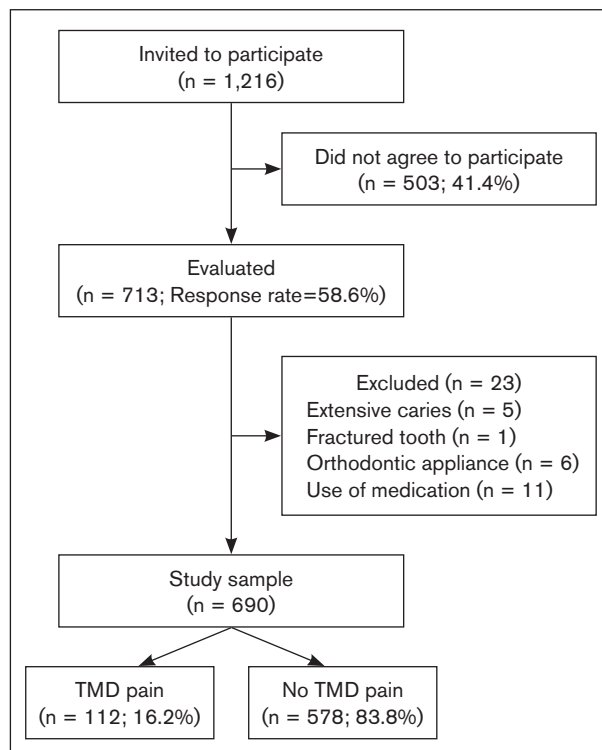 Invited to participate
(n = 1,216)
Did not agree to participate
(n = 503; 41.4%)
Evaluated
(n = 713; Response rate=58.6%)
Excluded (n = 23)
Extensive caries (n = 5)
Fractured tooth (n = 1)
Orthodontic appliance (n = 6)
Use of medication (n = 11)
Study sample
(n = 690)
TMD pain
(n = 112; 16.2%)
No TMD pain
(n = 578; 83.8%)